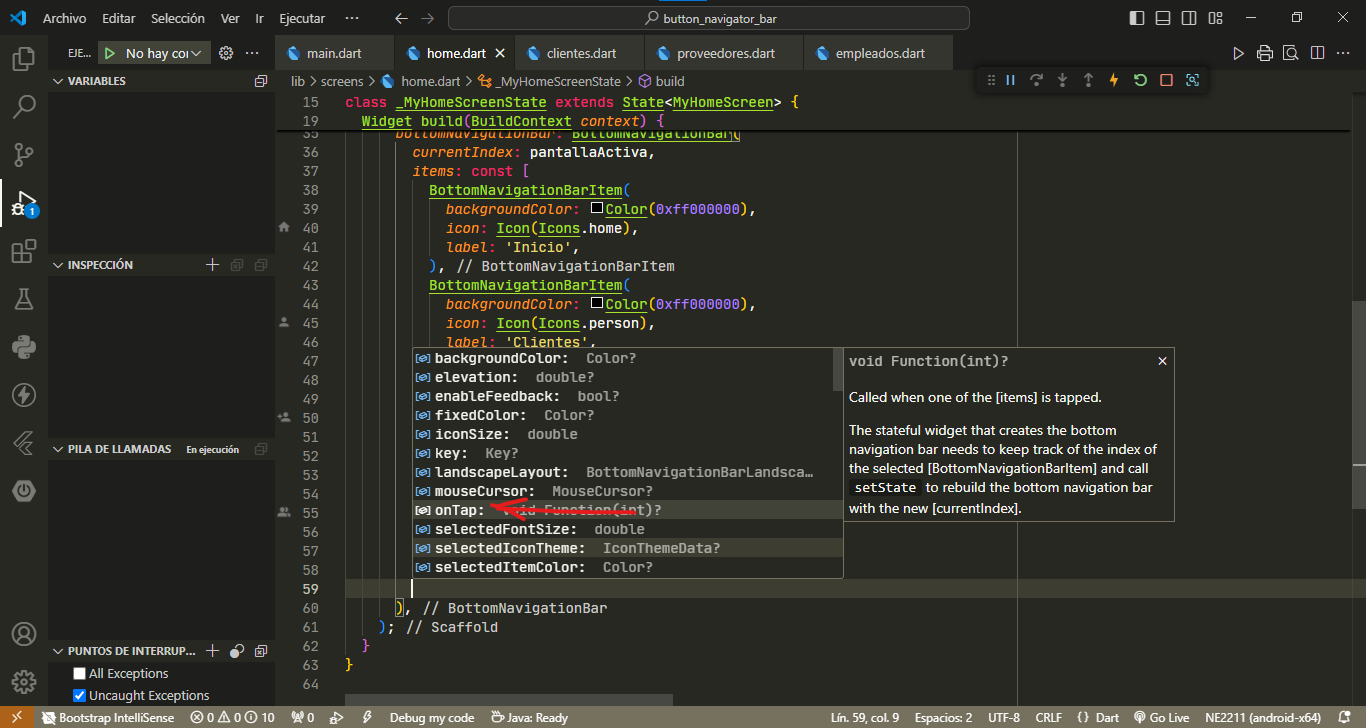 Archivo Editar Selección Ver Ir Ejecutar ··· button_navigator_bar
EJE... No hay cor ···
main.dart home.dart clientes.dart proveedores.dart empleados.dart
lib > screens > home.dart > _MyHomeScreenState > build
VARIABLES
INSPECCIÓN
PILA DE LLAMADAS En ejecución
PUNTOS DE INTERRUP...
All Exceptions
Uncaught Exceptions
15 class _MyHomeScreenState extends State<MyHomeScreen> {
19 Widget build(BuildContext context) {
35 bottomNavigationBar: BottomNavigationBar(
36 currentIndex: pantallaActiva,
37 items: const [
38 BottomNavigationBarItem(
39 backgroundColor: Color(0xff000000),
40 icon: Icon(Icons.home),
41 label: 'Inicio',
42 ), // BottomNavigationBarItem
43 BottomNavigationBarItem(
44 backgroundColor: Color(0xff000000),
45 icon: Icon(Icons.person),
46 label: 'Clientes',
47
48
49
50
51
52
53
54
55
56
57
58
59
60 ), // BottomNavigationBar
61 ); // Scaffold
62 }
63 }
64
backgroundColor: Color?
elevation: double?
enableFeedback: bool?
fixedColor: Color?
iconSize: double
key: Key?
landscapeLayout: BottomNavigationBarLandsca…
mouseCursor: MouseCursor?
onTap: void Function(int)?
selectedFontSize: double
selectedIconTheme: IconThemeData?
selectedItemColor: Color?
void Function(int)?
Called when one of the [items] is tapped.
The stateful widget that creates the bottom
navigation bar needs to keep track of the index of
the selected [BottomNavigationBarItem] and call
setState to rebuild the bottom navigation bar
with the new [currentIndex].
1
Bootstrap IntelliSense 0 0 10 0 Debug my code Java: Ready Lín. 59, col. 9 Espacios: 2 UTF-8 CRLF {} Dart Go Live NE2211 (android-x64)